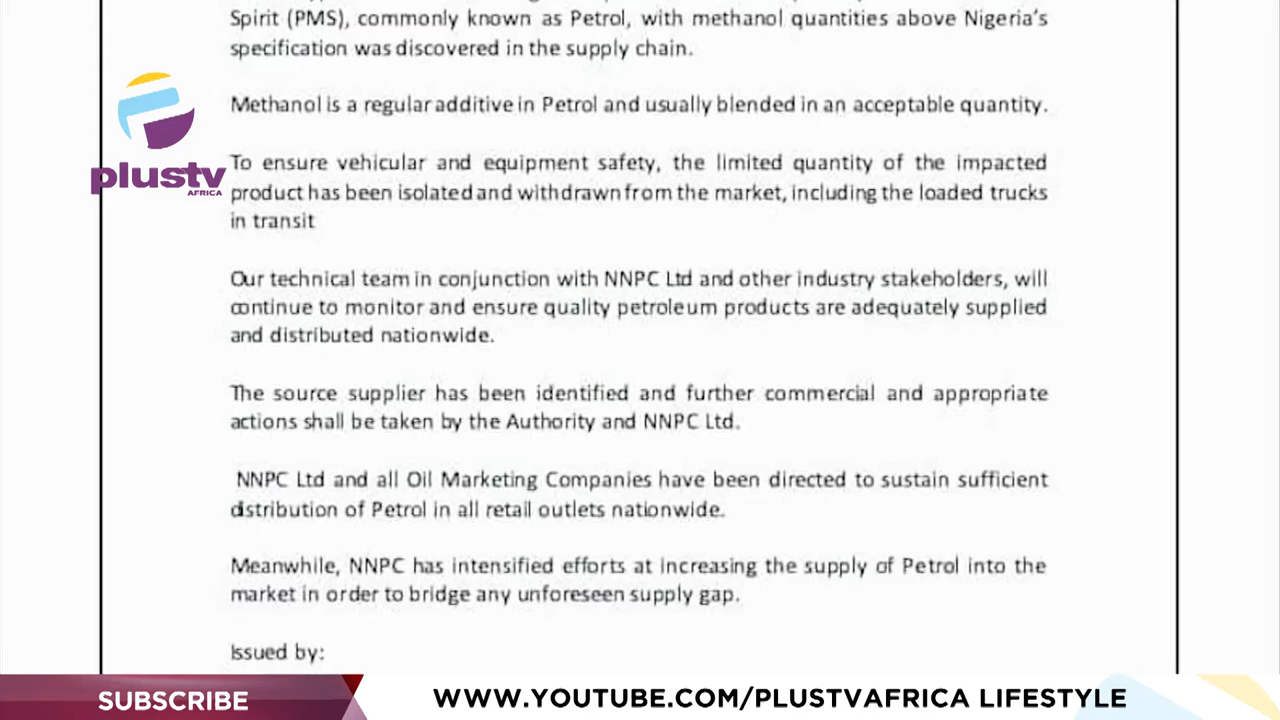 Spirit (PMS), commonly known as Petrol, with methanol quantities above Nigeria's
specification was discovered in the supply chain.
Methanol is a regular additive in Petrol and usually blended in an acceptable quantity.
plustv
AFRICA
To ensure vehicular and equipment safety, the limited quantity of the impacted
product has been isolated and withdrawn from the market, including the loaded trucks
in transit
Our technical team in conjunction with NNPC Ltd and other industry stakeholders, will
continue to monitor and ensure quality petroleum products are adequately supplied
and distributed nationwide.
The source supplier has been identified and further commercial and appropriate
actions shall be taken by the Authority and NNPC Ltd.
NNPC Ltd and all Oil Marketing Companies have been directed to sustain sufficient
distribution of Petrol in all retail outlets nationwide.
Meanwhile, NNPC has intensified efforts at increasing the supply of Petrol into the
market in order to bridge any unforeseen supply gap.
Issued by:
SUBSCRIBE
WWW.YOUTUBE.COM/PLUSTVAFRICA LIFESTYLE